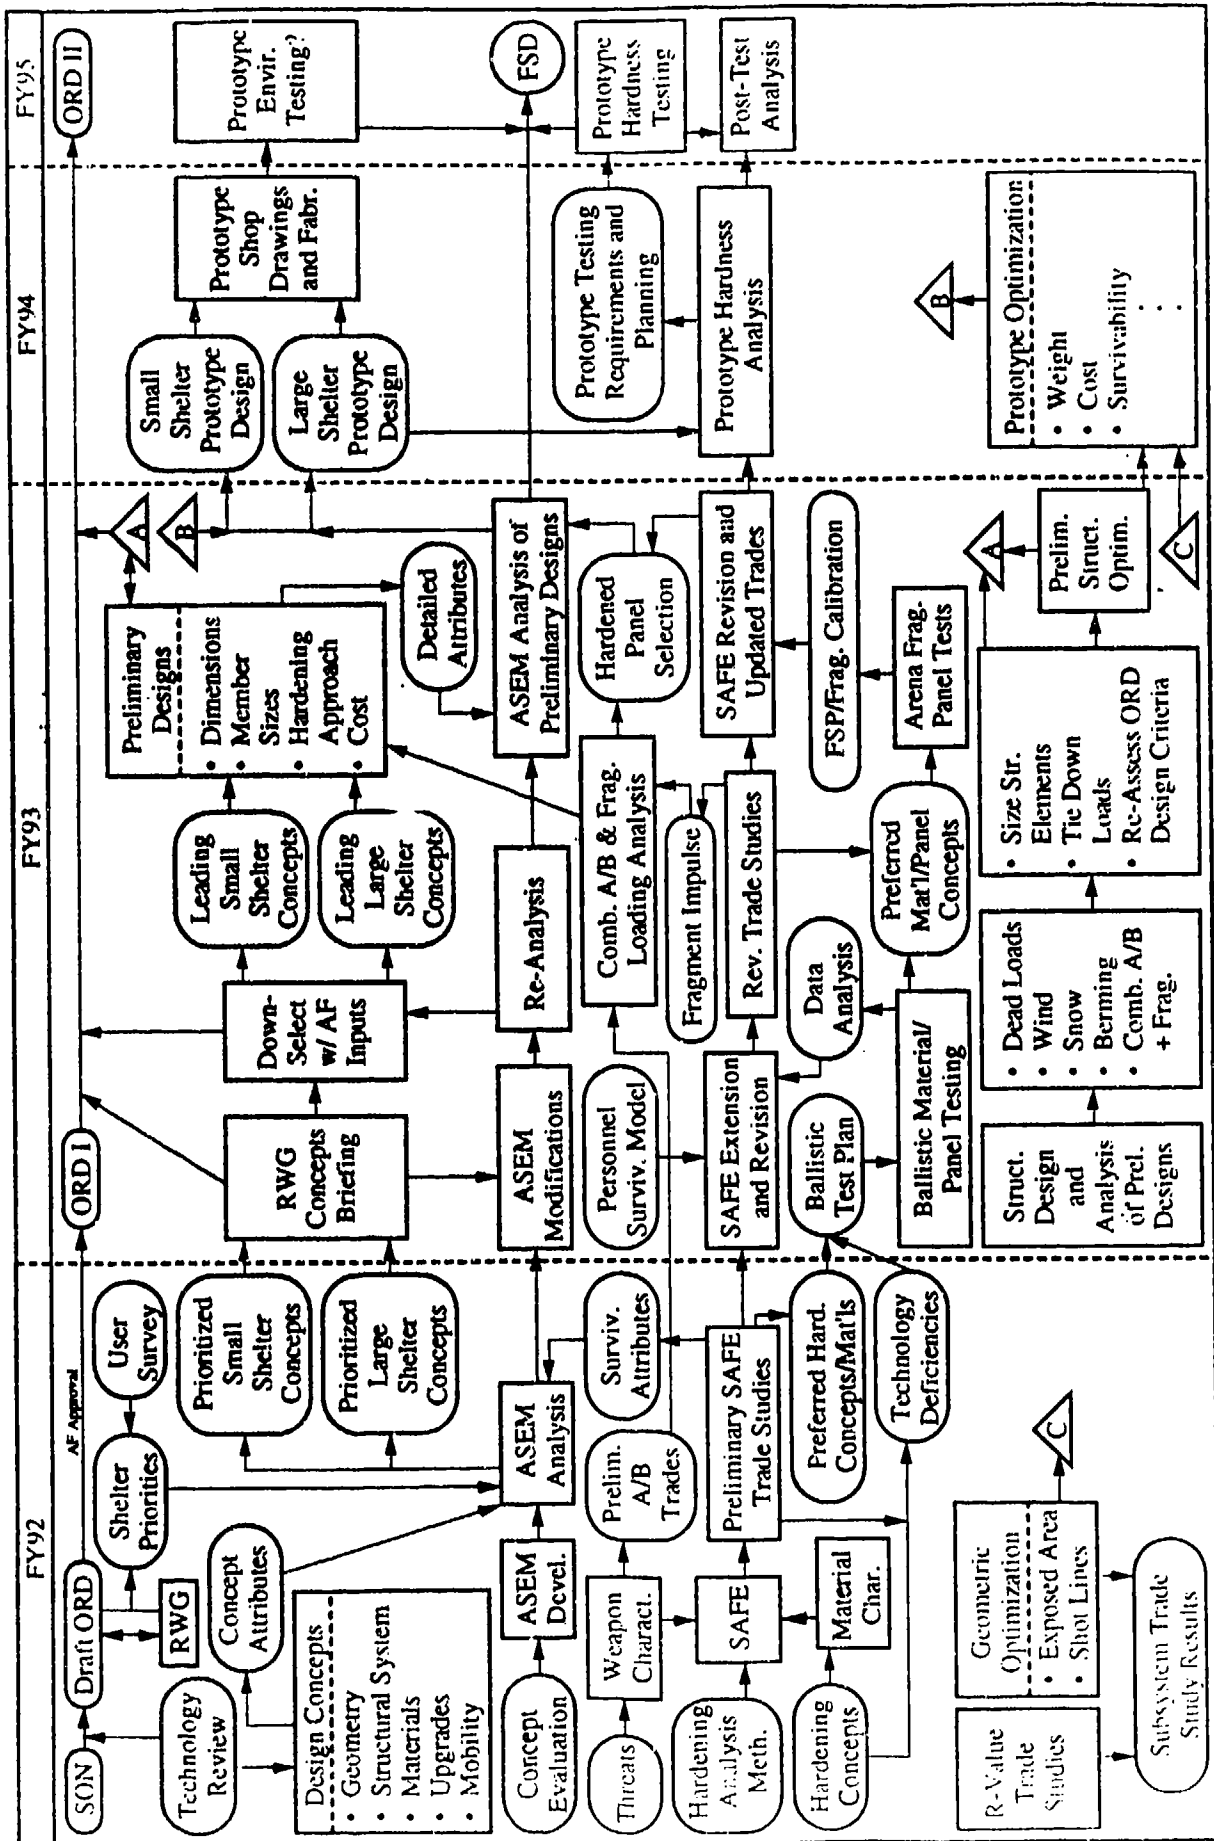 FY92
FY93
FY94
FY95
SON
Draft ORD
AF Approval
ORD I
ORD II
RWG
Technology
Review
Shelter
Priorities
User
Survey
Concept
Attributes
Design Concepts
• Geometry
• Structural System
• Materials
• Upgrades
• Mobility
Prioritized
Small
Shelter
Concepts
Prioritized
Large
Shelter
Concepts
RWG
Concepts
Briefing
Down-
Select
w/ AF
Inputs
Leading
Small
Shelter
Concepts
Leading
Large
Shelter
Concepts
Preliminary
Designs
• Dimensions
• Member
Sizes
• Hardening
Approach
• Cost
A
B
Detailed
Attributes
Small
Shelter
Prototype
Design
Large
Shelter
Prototype
Design
Prototype
Shop
Drawings
and Fabr.
Prototype
Envir.
Testing?
Concept
Evaluation
ASEM
Devel.
ASEM
Analysis
ASEM
Modifications
Re-Analysis
ASEM Analysis of
Preliminary Designs
FSD
Threats
Weapon
Charact.
Prelim.
A/B
Trades
Surviv.
Attributes
Personnel
Surviv. Model
Comb. A/B & Frag.
Loading Analysis
Fragment Impulse
Hardened
Panel
Selection
Prototype Testing
Requirements and
Planning
Prototype
Hardness
Testing
Hardening
Analysis
Meth.
SAFE
Preliminary SAFE
Trade Studies
SAFE Extension
and Revision
Rev. Trade Studies
SAFE Revision and
Updated Trades
Prototype Hardness
Analysis
Post-Test
Analysis
Hardening
Concepts
Material
Char.
Preferred Hard.
Concepts/Mat'ls
Technology
Deficiencies
Ballistic
Test Plan
Data
Analysis
Ballistic Material/
Panel Testing
Preferred
Mat'l/Panel
Concepts
FSP/Frag. Calibration
Arena Frag-
Panel Tests
R-Value
Trade
Studies
Geometric
Optimization
• Exposed Area
• Shot Lines
C
Subsystem Trade
Study Results
Struct.
Design
and
Analysis
of Prel.
Designs
• Dead Loads
• Wind
• Snow
• Berming
• Comb. A/B
+ Frag.
• Size Str.
Elements
• Tie Down
Loads
• Re-Assess ORD
Design Criteria
A
Prelim.
Struct.
Optim.
C
B
Prototype Optimization
• Weight
• Cost
• Survivability